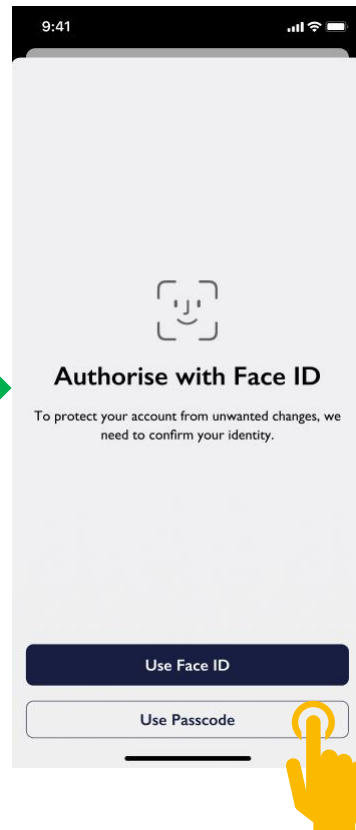 9:41
Authorise with Face ID
To protect your account from unwanted changes, we
need to confirm your identity.
Use Face ID
Use Passcode